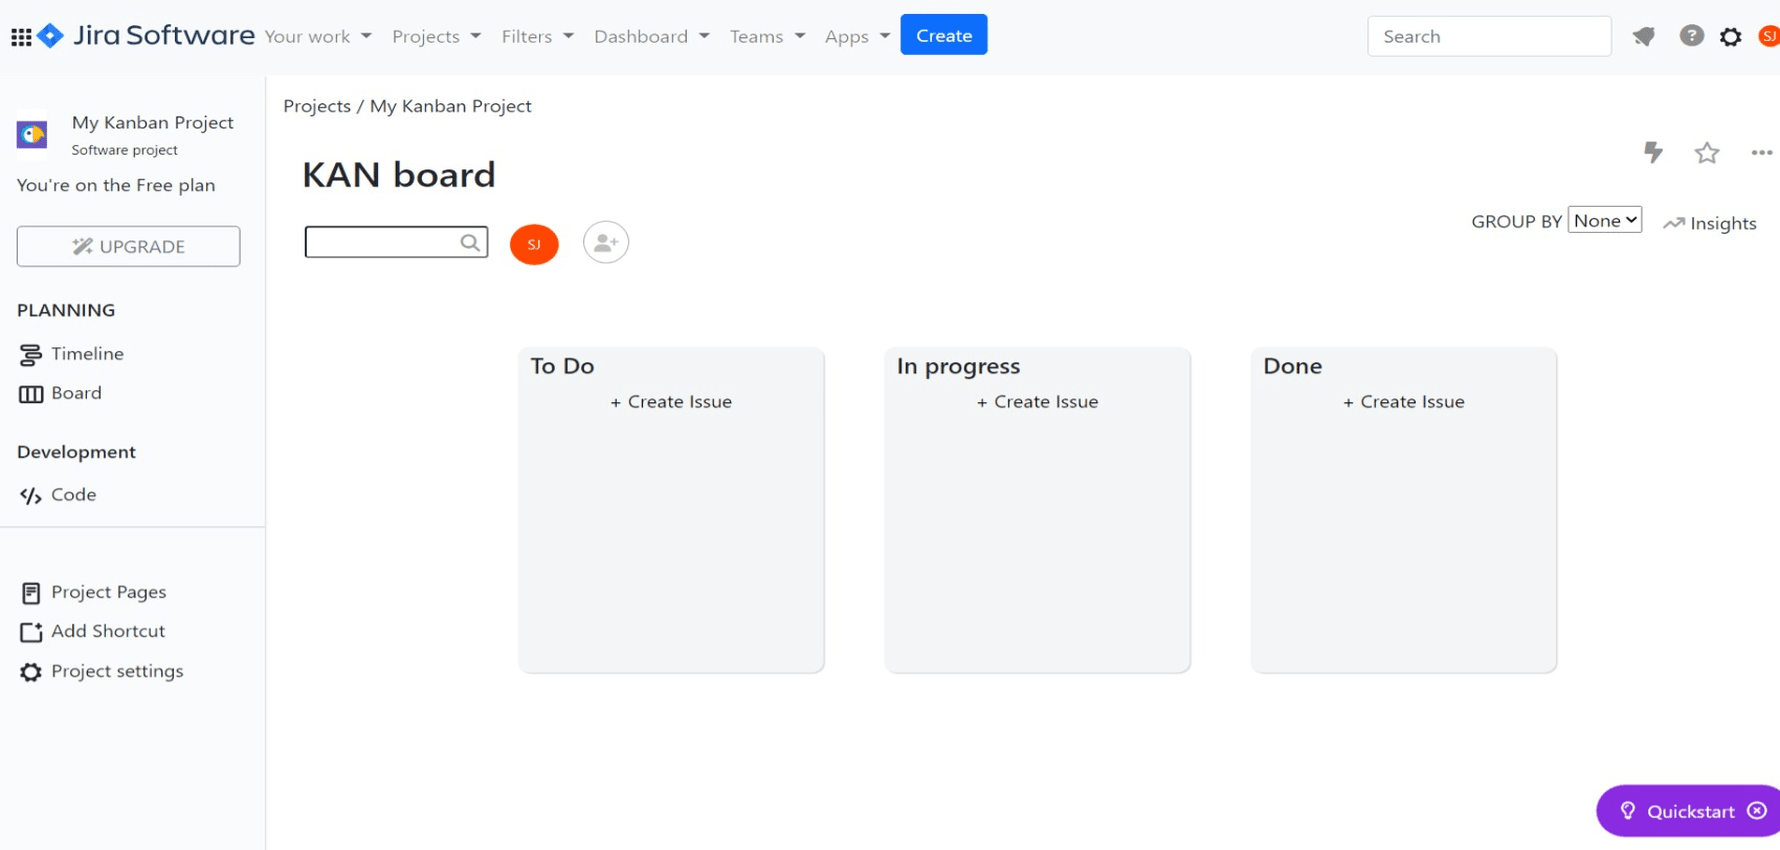 Jira Software Your work Projects Filters Dashboard Teams Apps Create Search SJ
My Kanban Project
Software project
You're on the Free plan
UPGRADE
PLANNING
Timeline
Board
Development
Code
Project Pages
Add Shortcut
Project settings
Projects / My Kanban Project
KAN board
SJ
GROUP BY None Insights
To Do
+ Create Issue
In progress
+ Create Issue
Done
+ Create Issue
Quickstart